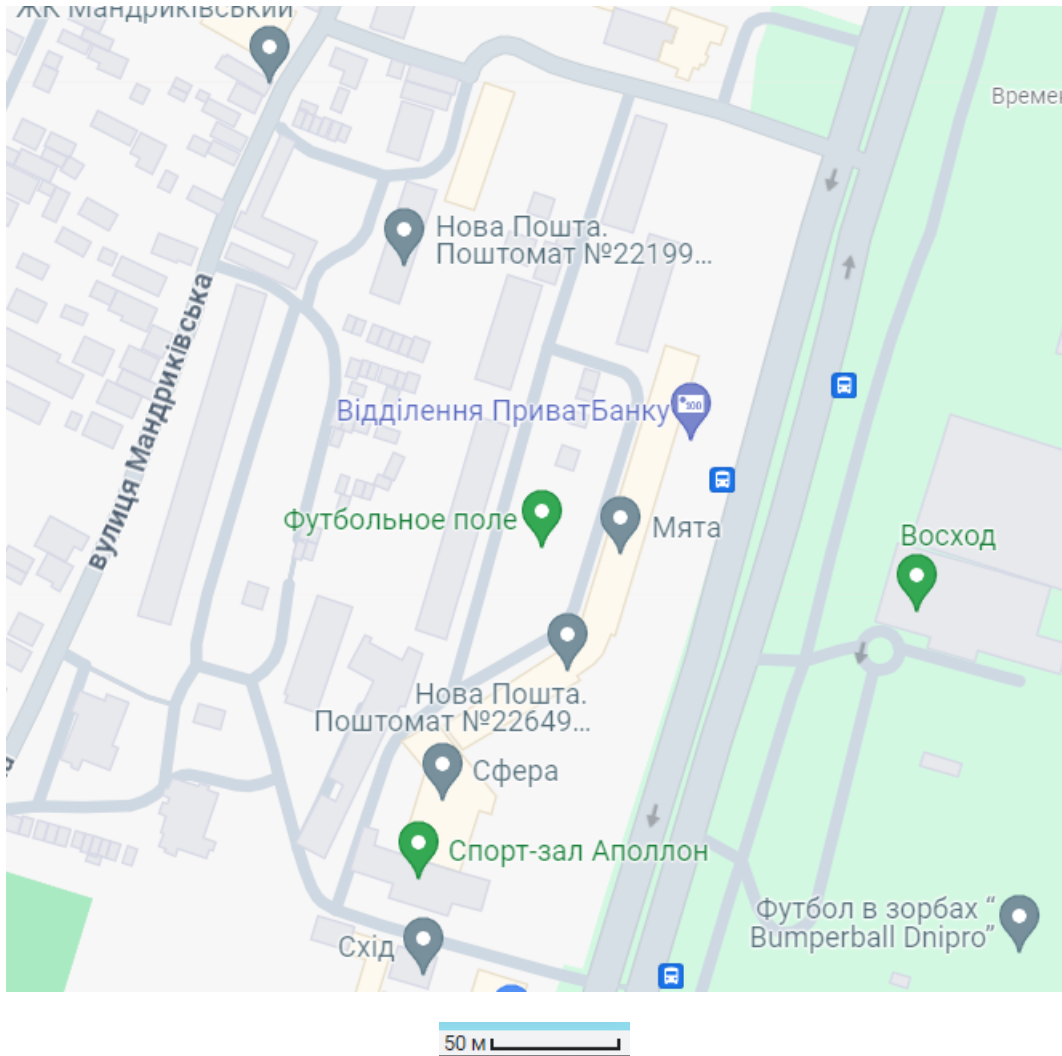 ЖК Мандриківський
Времен
Нова Пошта.
Поштомат №22199...
вулиця Мандриківська
500
Відділення ПриватБанку
Футбольное поле
Мята
Восход
Нова Пошта.
Поштомат №22649...
Сфера
Спорт-зал Аполлон
Футбол в зорбах “
Bumperball Dnipro”
Схід
50 м